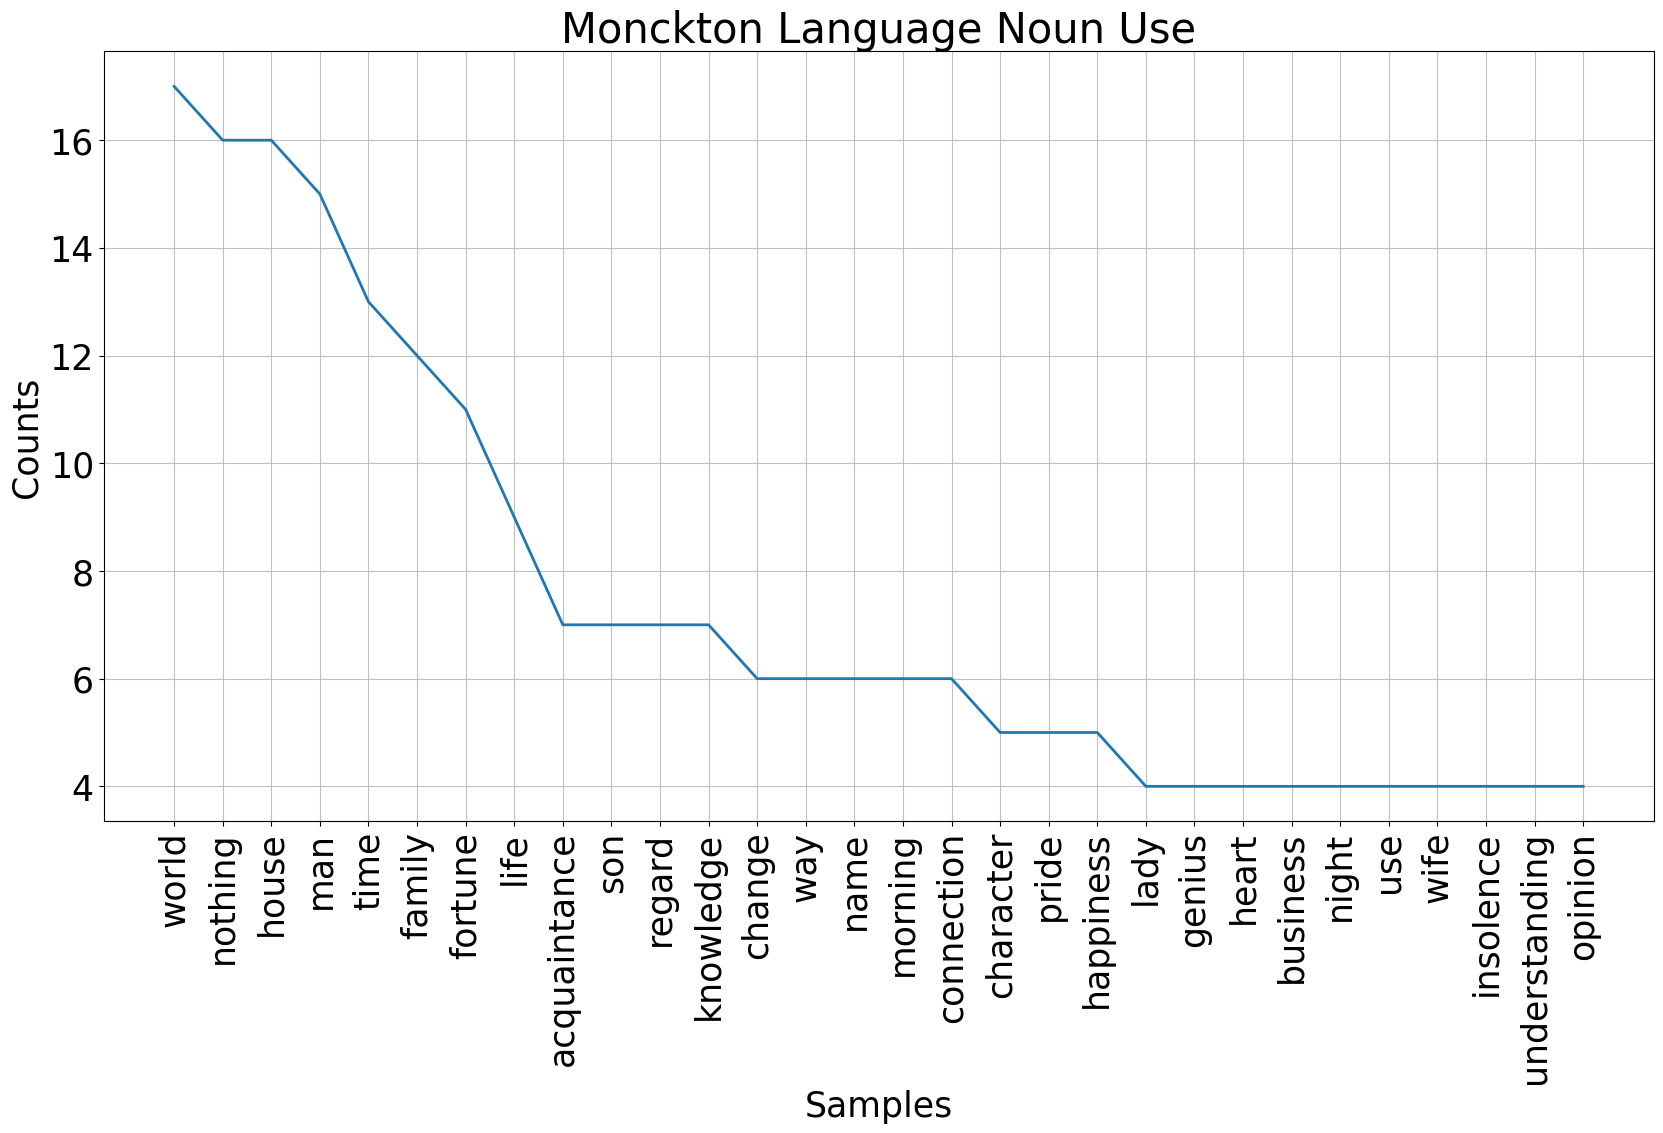 Monckton Language Noun Use
Counts
16
14
12
10
8
6
4
world
nothing
house
man
time
family
fortune
life
acquaintance
son
regard
knowledge
change
way
name
morning
connection
character
pride
happiness
lady
genius
heart
business
night
use
wife
insolence
understanding
opinion
Samples